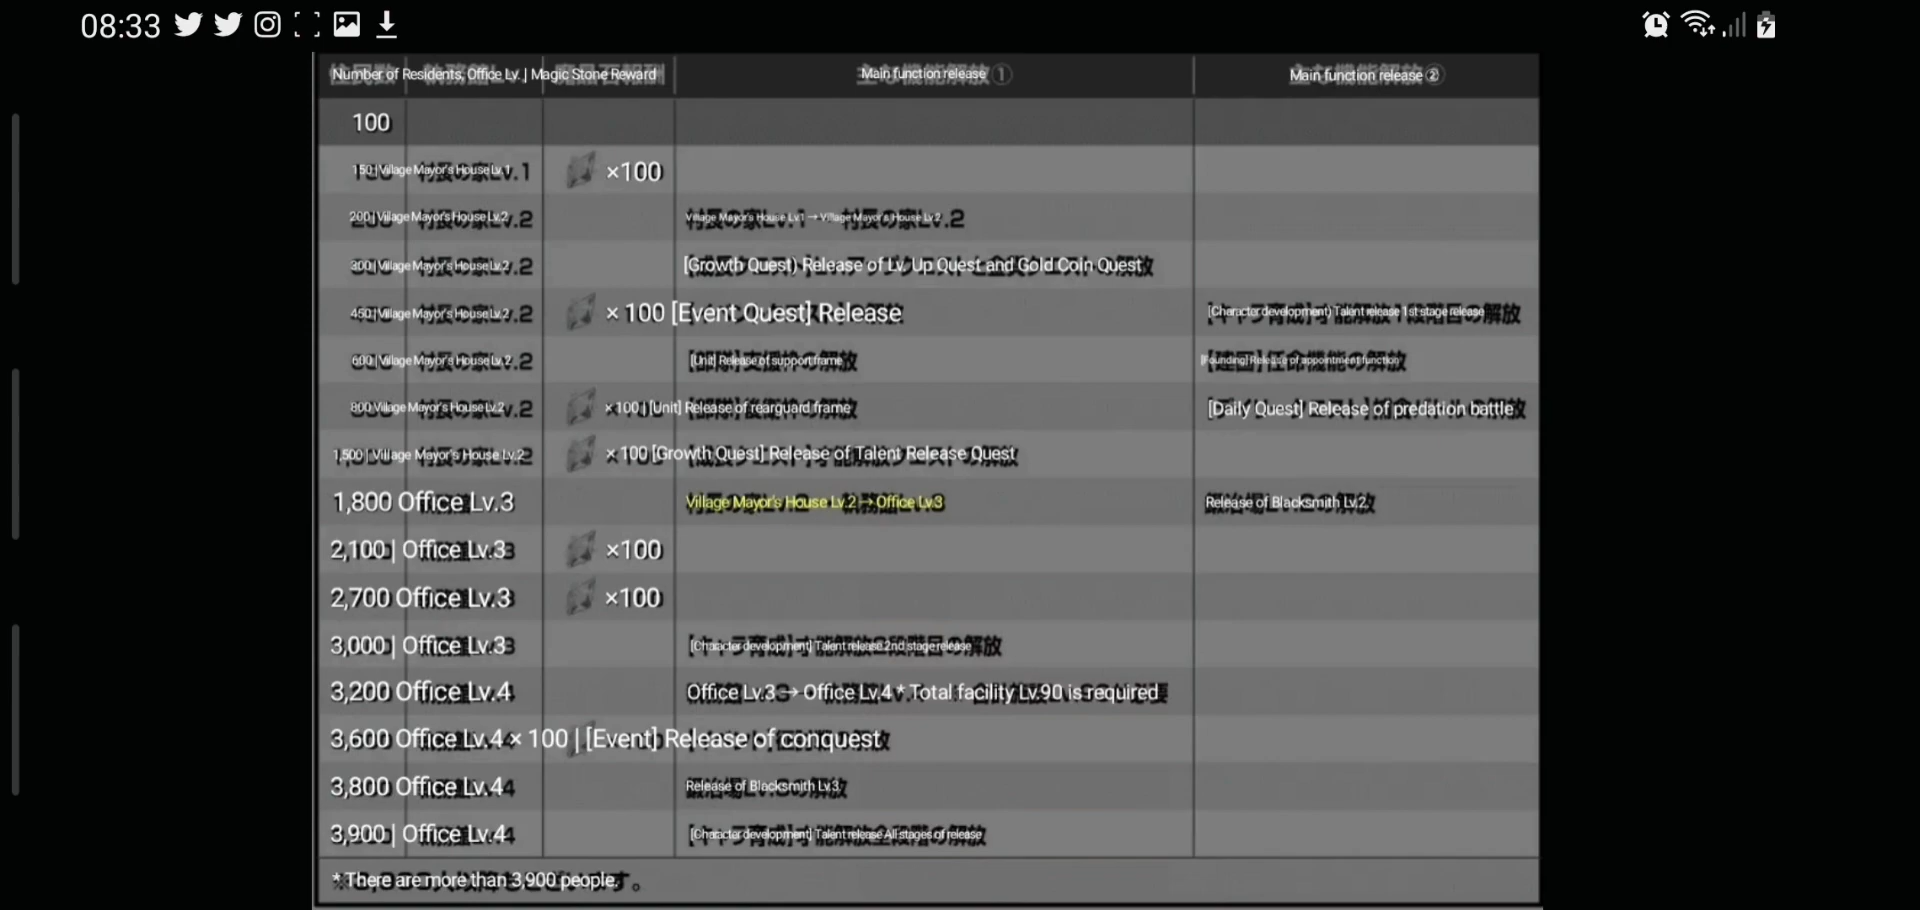 08:33
Number of Residents, Office Lv. | Magic Stone Reward Main function release ① Main function release ②
100
150 | Village Mayor's House Lv.1 ×100
200 | Village Mayor's House Lv.2 Village Mayor's House Lv.1 → Village Mayor's House Lv.2
300 | Village Mayor's House Lv.2 [Growth Quest) Release of Lv. Up Quest and Gold Coin Quest
450 | Village Mayor's House Lv.2 × 100 [Event Quest] Release [Character development) Talent release 1st stage release
600 | Village Mayor's House Lv.2 [Unit] Release of support frame [Founding] Release of appointment function
800 Village Mayor's House Lv.2 × 100 | [Unit] Release of rearguard frame [Daily Quest] Release of predation battle
1,500 | Village Mayor's House Lv.2 × 100 [Growth Quest] Release of Talent Release Quest
1,800 Office Lv.3 Village Mayor's House Lv.2 → Office Lv.3 Release of Blacksmith Lv.2
2,100 | Office Lv.3 ×100
2,700 Office Lv.3 ×100
3,000 | Office Lv.3 [Character development] Talent release 2nd stage release
3,200 Office Lv.4 Office Lv.3 → Office Lv.4 * Total facility Lv.90 is required
3,600 Office Lv.4 × 100 | [Event] Release of conquest
3,800 Office Lv.4 Release of Blacksmith Lv.3
3,900 | Office Lv.4 [Character development] Talent release All stages of release
* There are more than 3,900 people.